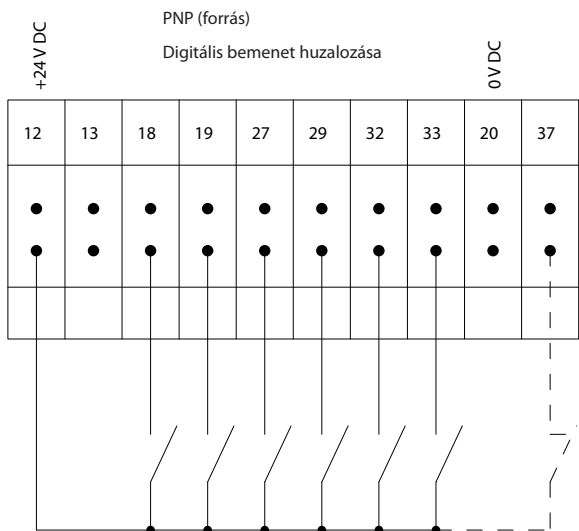 PNP (forrás)
Digitális bemenet huzalozása
+24 V DC
0 V DC
12 13 18 19 27 29 32 33 20 37